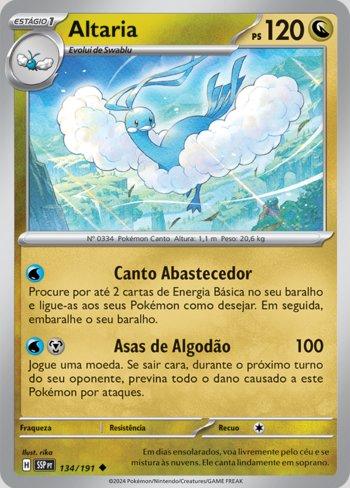 ESTÁGIO 1
Altaria
PS 120
Evolui de Swablu
Nº 0334 Pokémon Canto Altura: 1,1 m Peso: 20,6 kg
Canto Abastecedor
Procure por até 2 cartas de Energia Básica no seu baralho
e ligue-as aos seus Pokémon como desejar. Em seguida,
embaralhe o seu baralho.
Asas de Algodão 100
Jogue uma moeda. Se sair cara, durante o próximo turno
do seu oponente, previna todo o dano causado a este
Pokémon por ataques.
Fraqueza Resistência Recuo
Ilust. rika
H SSP PT 134/191
Em dias ensolarados, voa livremente pelo céu e se
mistura às nuvens. Ele canta lindamente em soprano.
©2024 Pokémon/Nintendo/Creatures/GAME FREAK